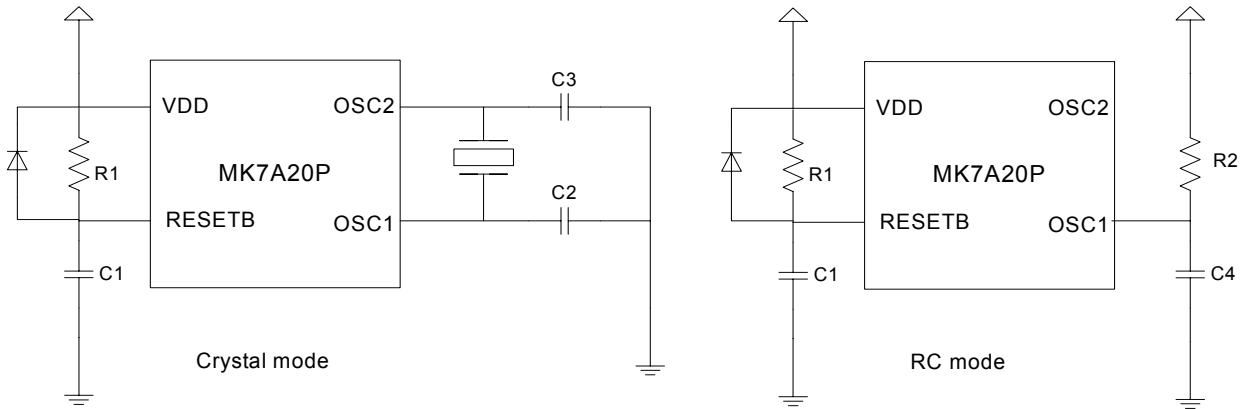 C3
VDD
OSC2
R1
MK7A20P
C2
RESETB
OSC1
C1
Crystal mode
VDD
OSC2
R1
MK7A20P
R2
RESETB
OSC1
C1
C4
RC mode